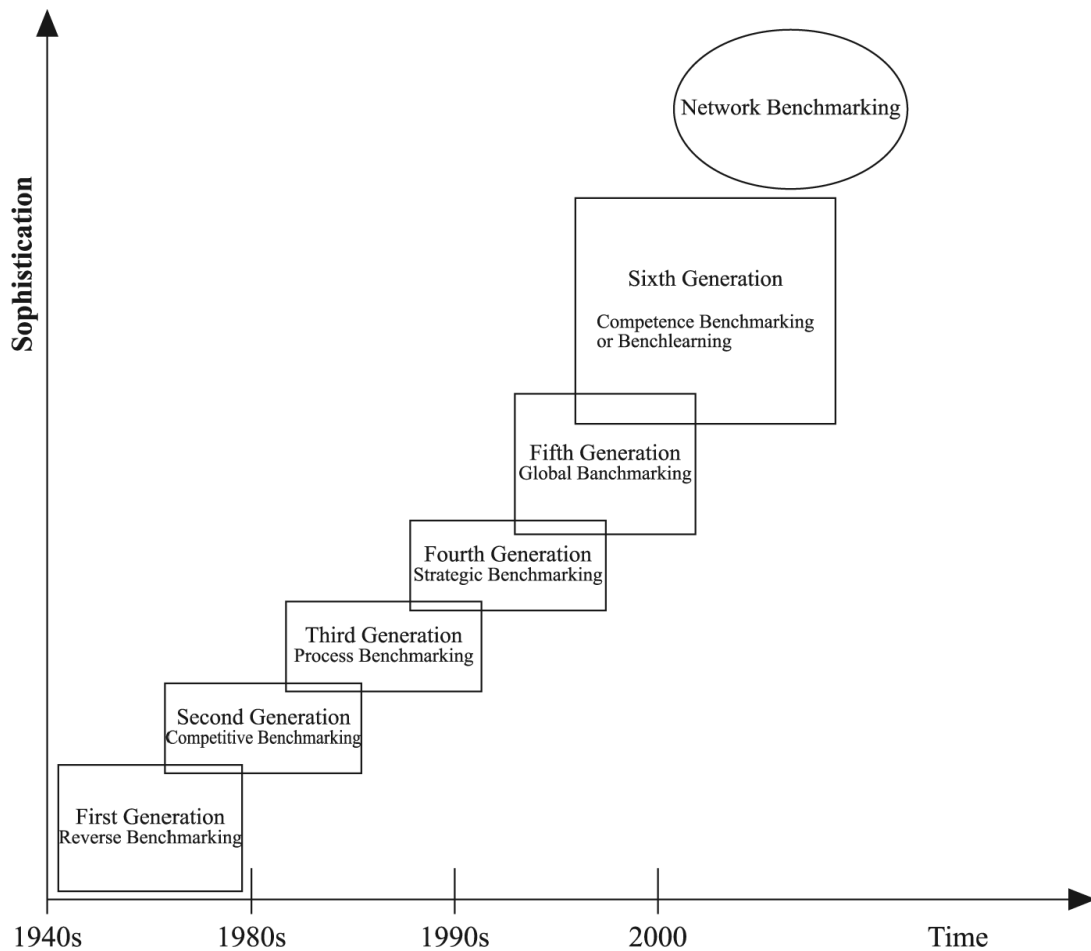 Network Benchmarking
Sophistication
Sixth Generation
Competence Benchmarking
or Benchlearning
Fifth Generation
Global Banchmarking
Fourth Generation
Strategic Benchmarking
Third Generation
Process Benchmarking
Second Generation
Competitive Benchmarking
First Generation
Reverse Benchmarking
1940s 1980s 1990s 2000 Time